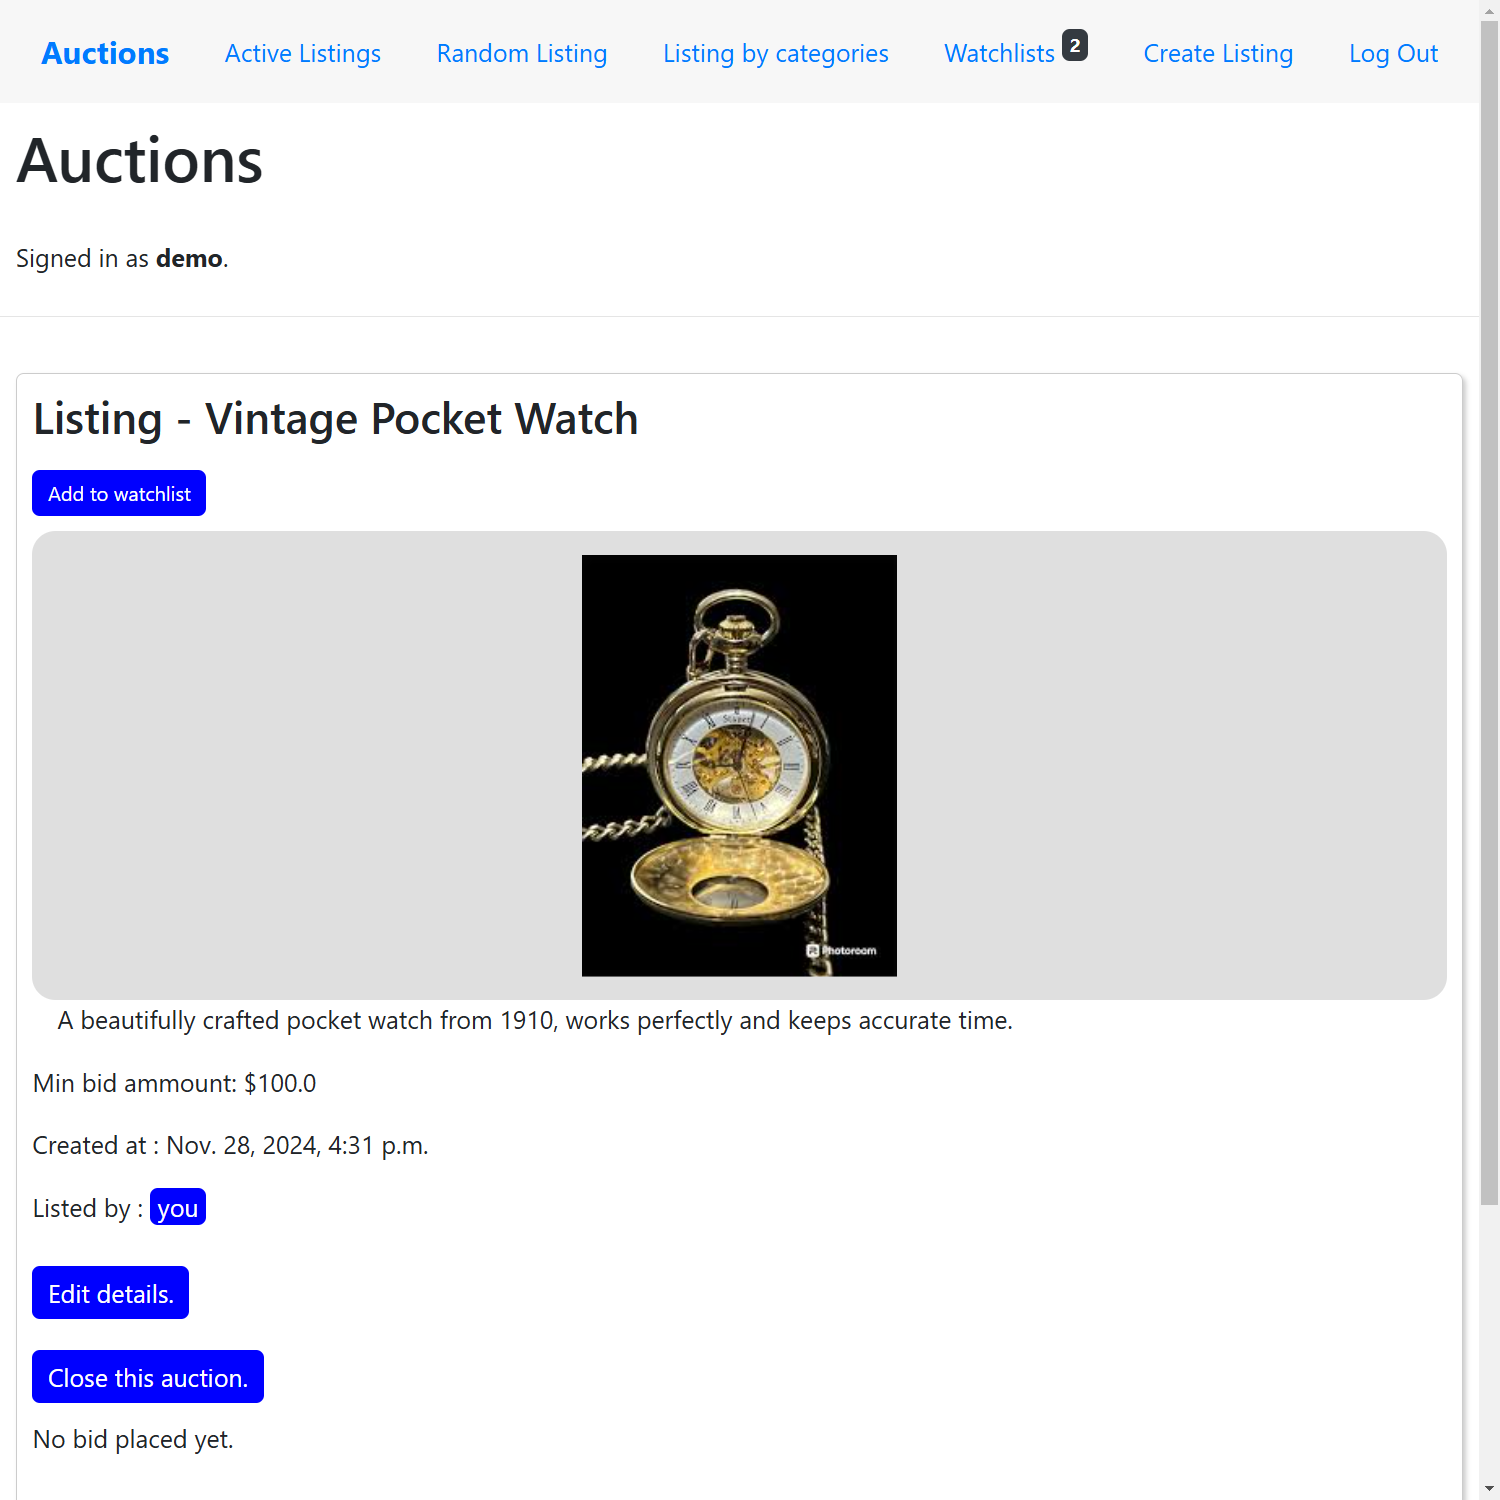 Auctions Active Listings Random Listing Listing by categories Watchlists 2 Create Listing Log Out
Auctions
Signed in as demo.
Listing - Vintage Pocket Watch
Add to watchlist
Photoroom
A beautifully crafted pocket watch from 1910, works perfectly and keeps accurate time.
Min bid ammount: $100.0
Created at : Nov. 28, 2024, 4:31 p.m.
Listed by : you
Edit details.
Close this auction.
No bid placed yet.